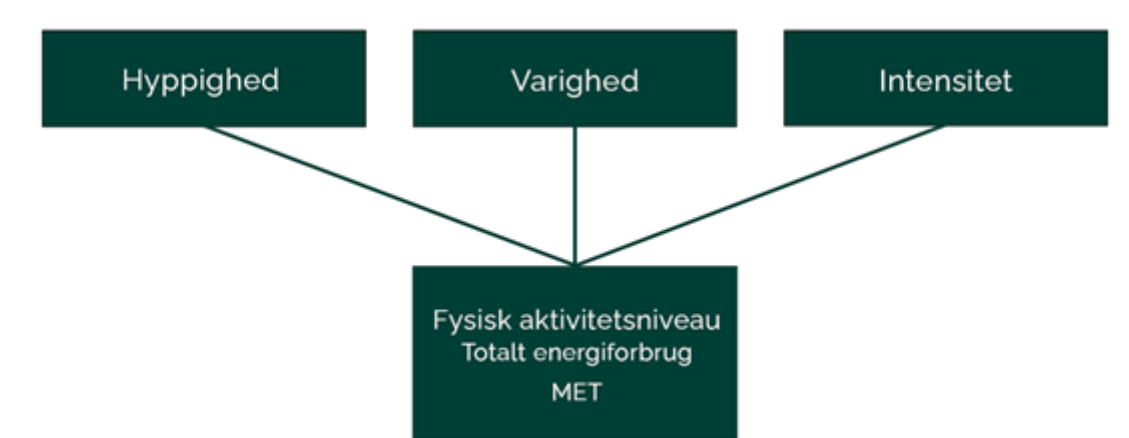 Hyppighed
Varighed
Intensitet
Fysisk aktivitetsniveau
Totalt energiforbrug
MET